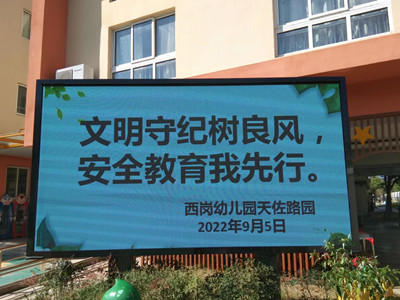 文明守纪树良风，
安全教育我先行。
西岗幼儿园天佐路园
2022年9月5日